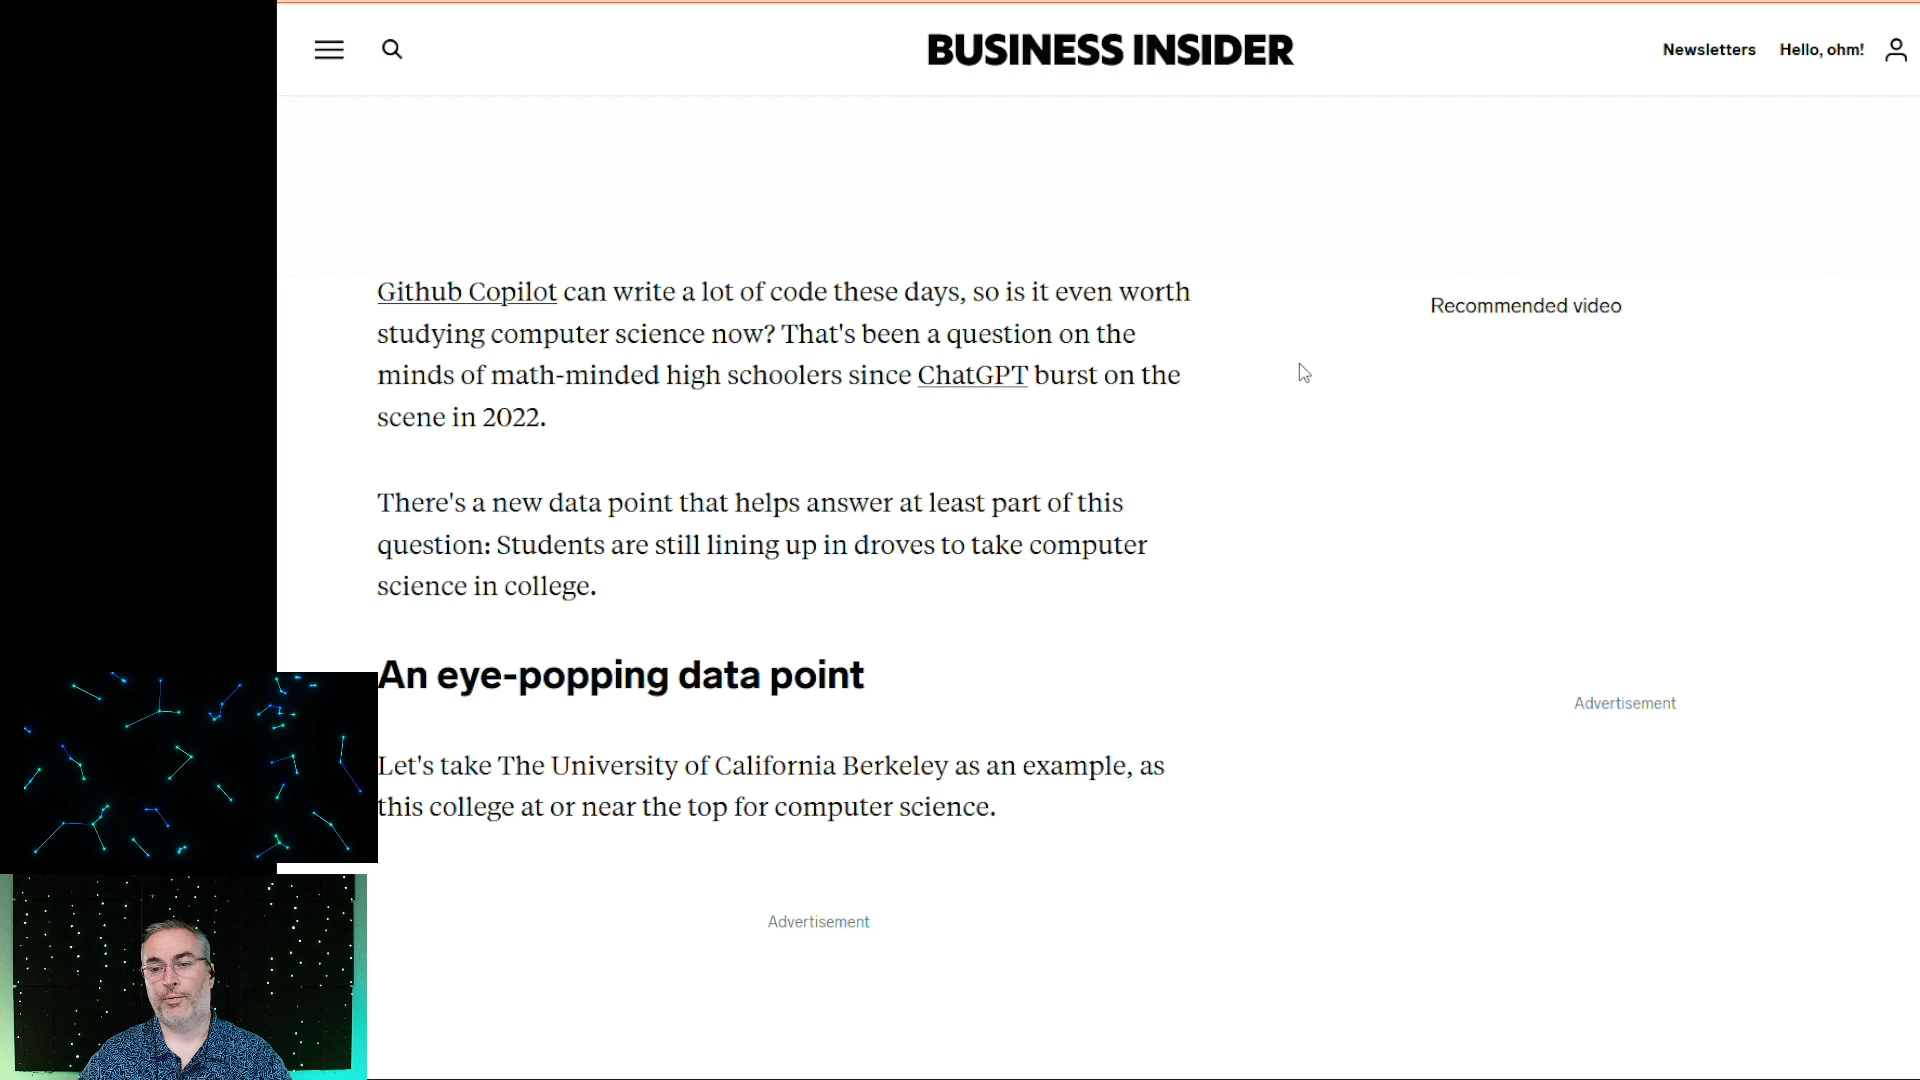 BUSINESS INSIDER
Newsletters
Hello, ohm!
Github Copilot can write a lot of code these days, so is it even worth
studying computer science now? That's been a question on the
minds of math-minded high schoolers since ChatGPT burst on the
scene in 2022.
Recommended video
There's a new data point that helps answer at least part of this
question: Students are still lining up in droves to take computer
science in college.
An eye-popping data point
Advertisement
Let's take The University of California Berkeley as an example, as
this college at or near the top for computer science.
Advertisement